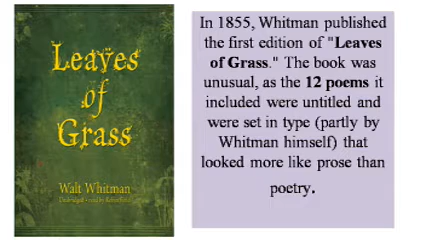 Leaves
of
Grass
Walt Whitman
In 1855, Whitman published
the first edition of "Leaves
of Grass." The book was
unusual, as the 12 poems it
included were untitled and
were set in type (partly by
Whitman himself) that
looked more like prose than
poetry.